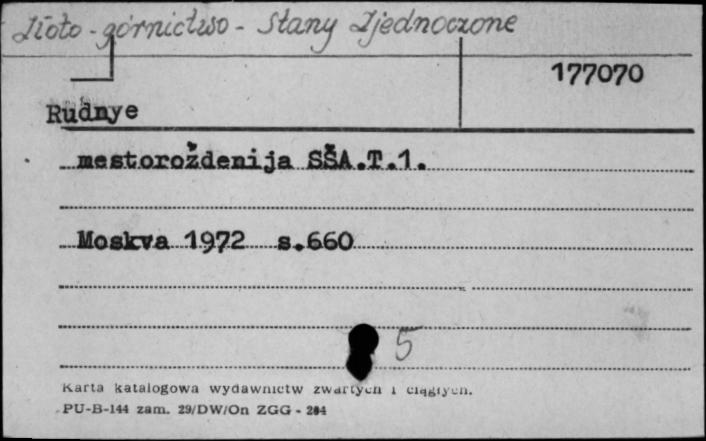 Złoto - górnictwo - Stany Zjednoczone
177070
Rudnye
mestoroždenija SŠA.T.1.
Moskva 1972 s.660
5
Karta katalogowa wydawnictw zwartych i ciągłych.
PU-B-144 zam. 29/DW/On ZGG - 284